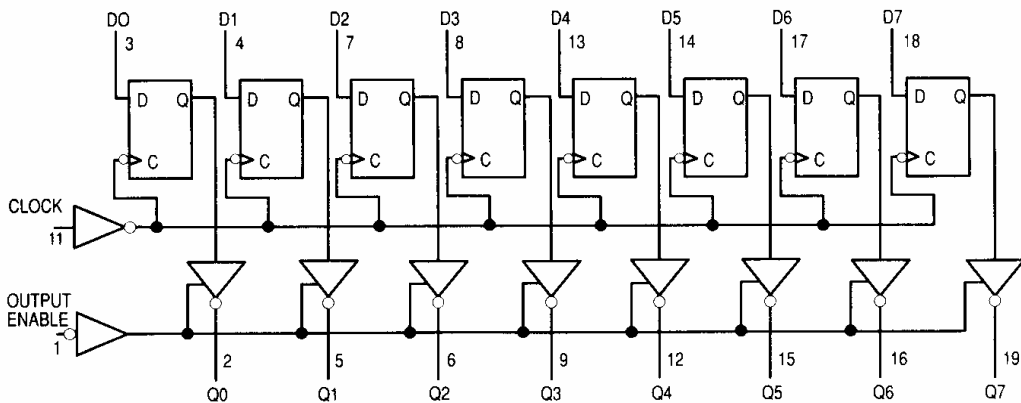 DO D1 D2 D3 D4 D5 D6 D7
3 4 7 8 13 14 17 18
D Q D Q D Q D Q D Q D Q D Q D Q
C C C C C C C C
CLOCK
11
OUTPUT
ENABLE
1
2 5 6 9 12 15 16 19
Q0 Q1 Q2 Q3 Q4 Q5 Q6 Q7